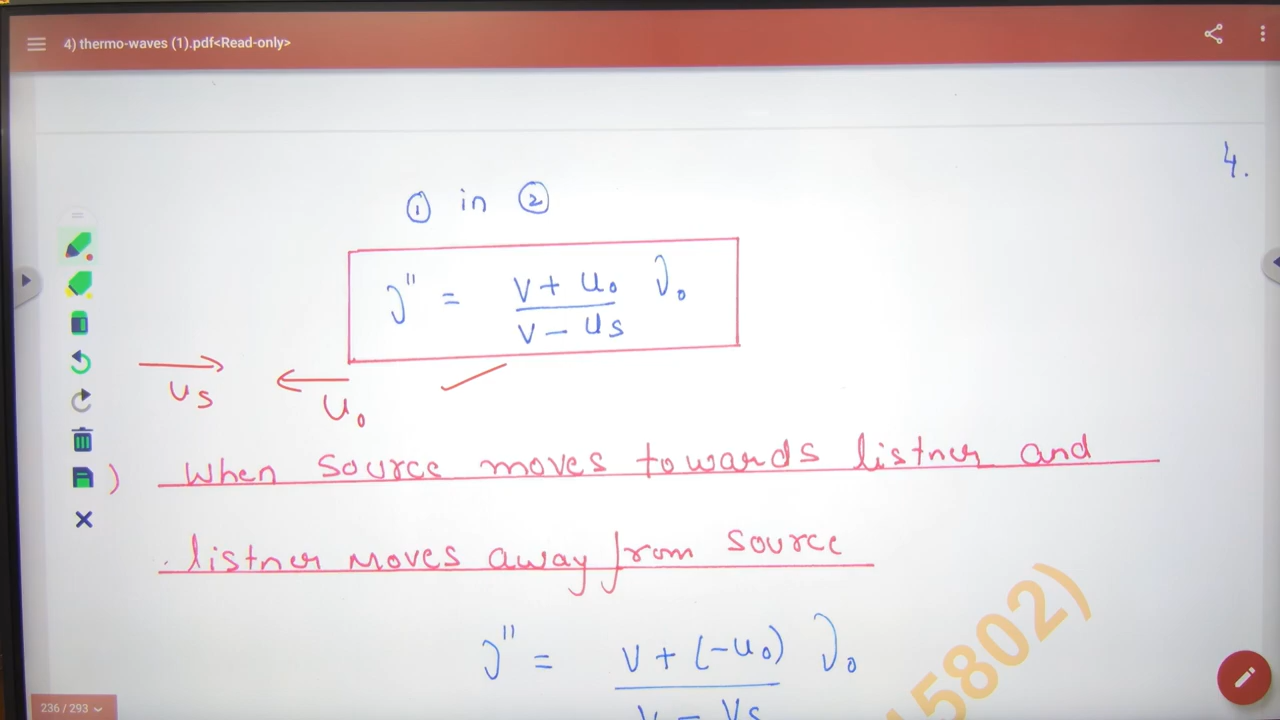 4) thermo-waves (1).pdf<Read-only>
4.
① in ②
ν'' = v + u₀ / v - us ν₀
us
u₀
) When source moves towards listner and
listner moves away from source
ν'' = v + (-u₀) / v - vs ν₀
15802)
236 / 293